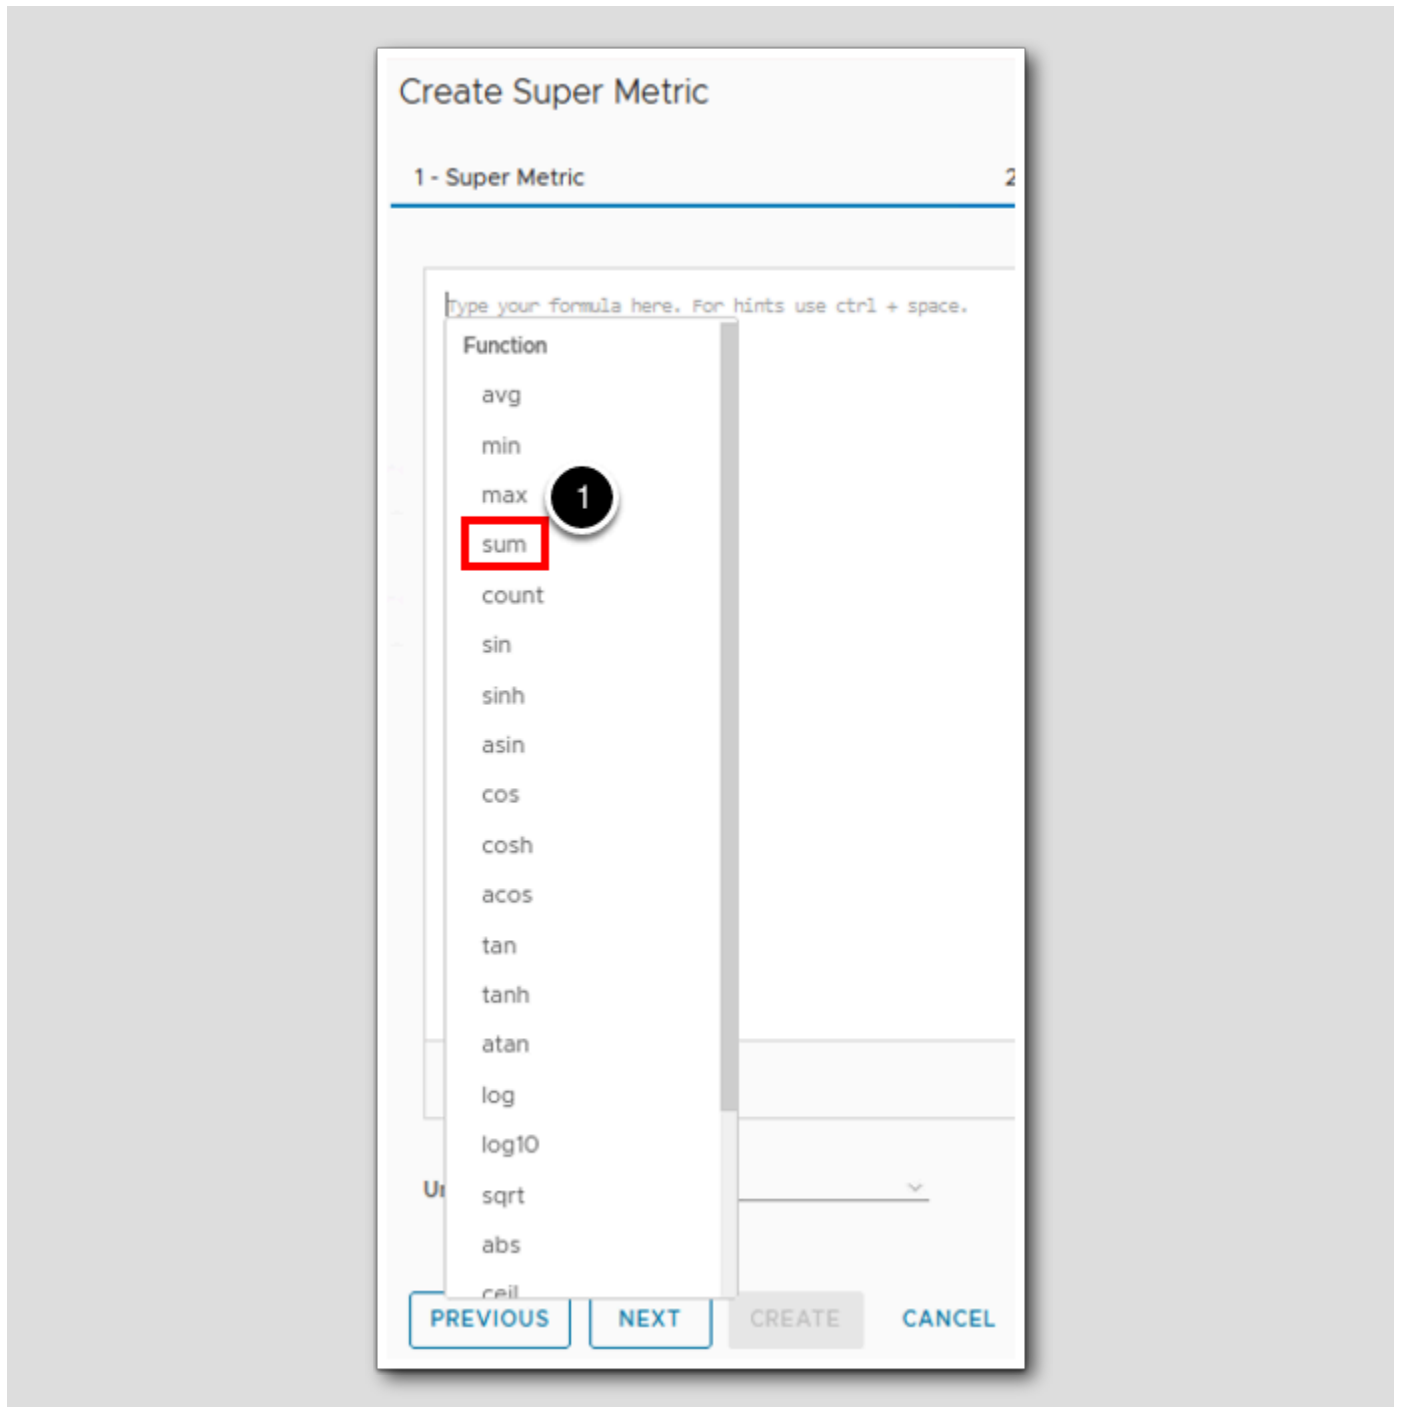 Create Super Metric
1 - Super Metric
2
Type your formula here. For hints use ctrl + space.
Function
avg
min
max
1
sum
count
sin
sinh
asin
cos
cosh
acos
tan
tanh
atan
log
log10
sqrt
abs
ceil
PREVIOUS
NEXT
CREATE
CANCEL